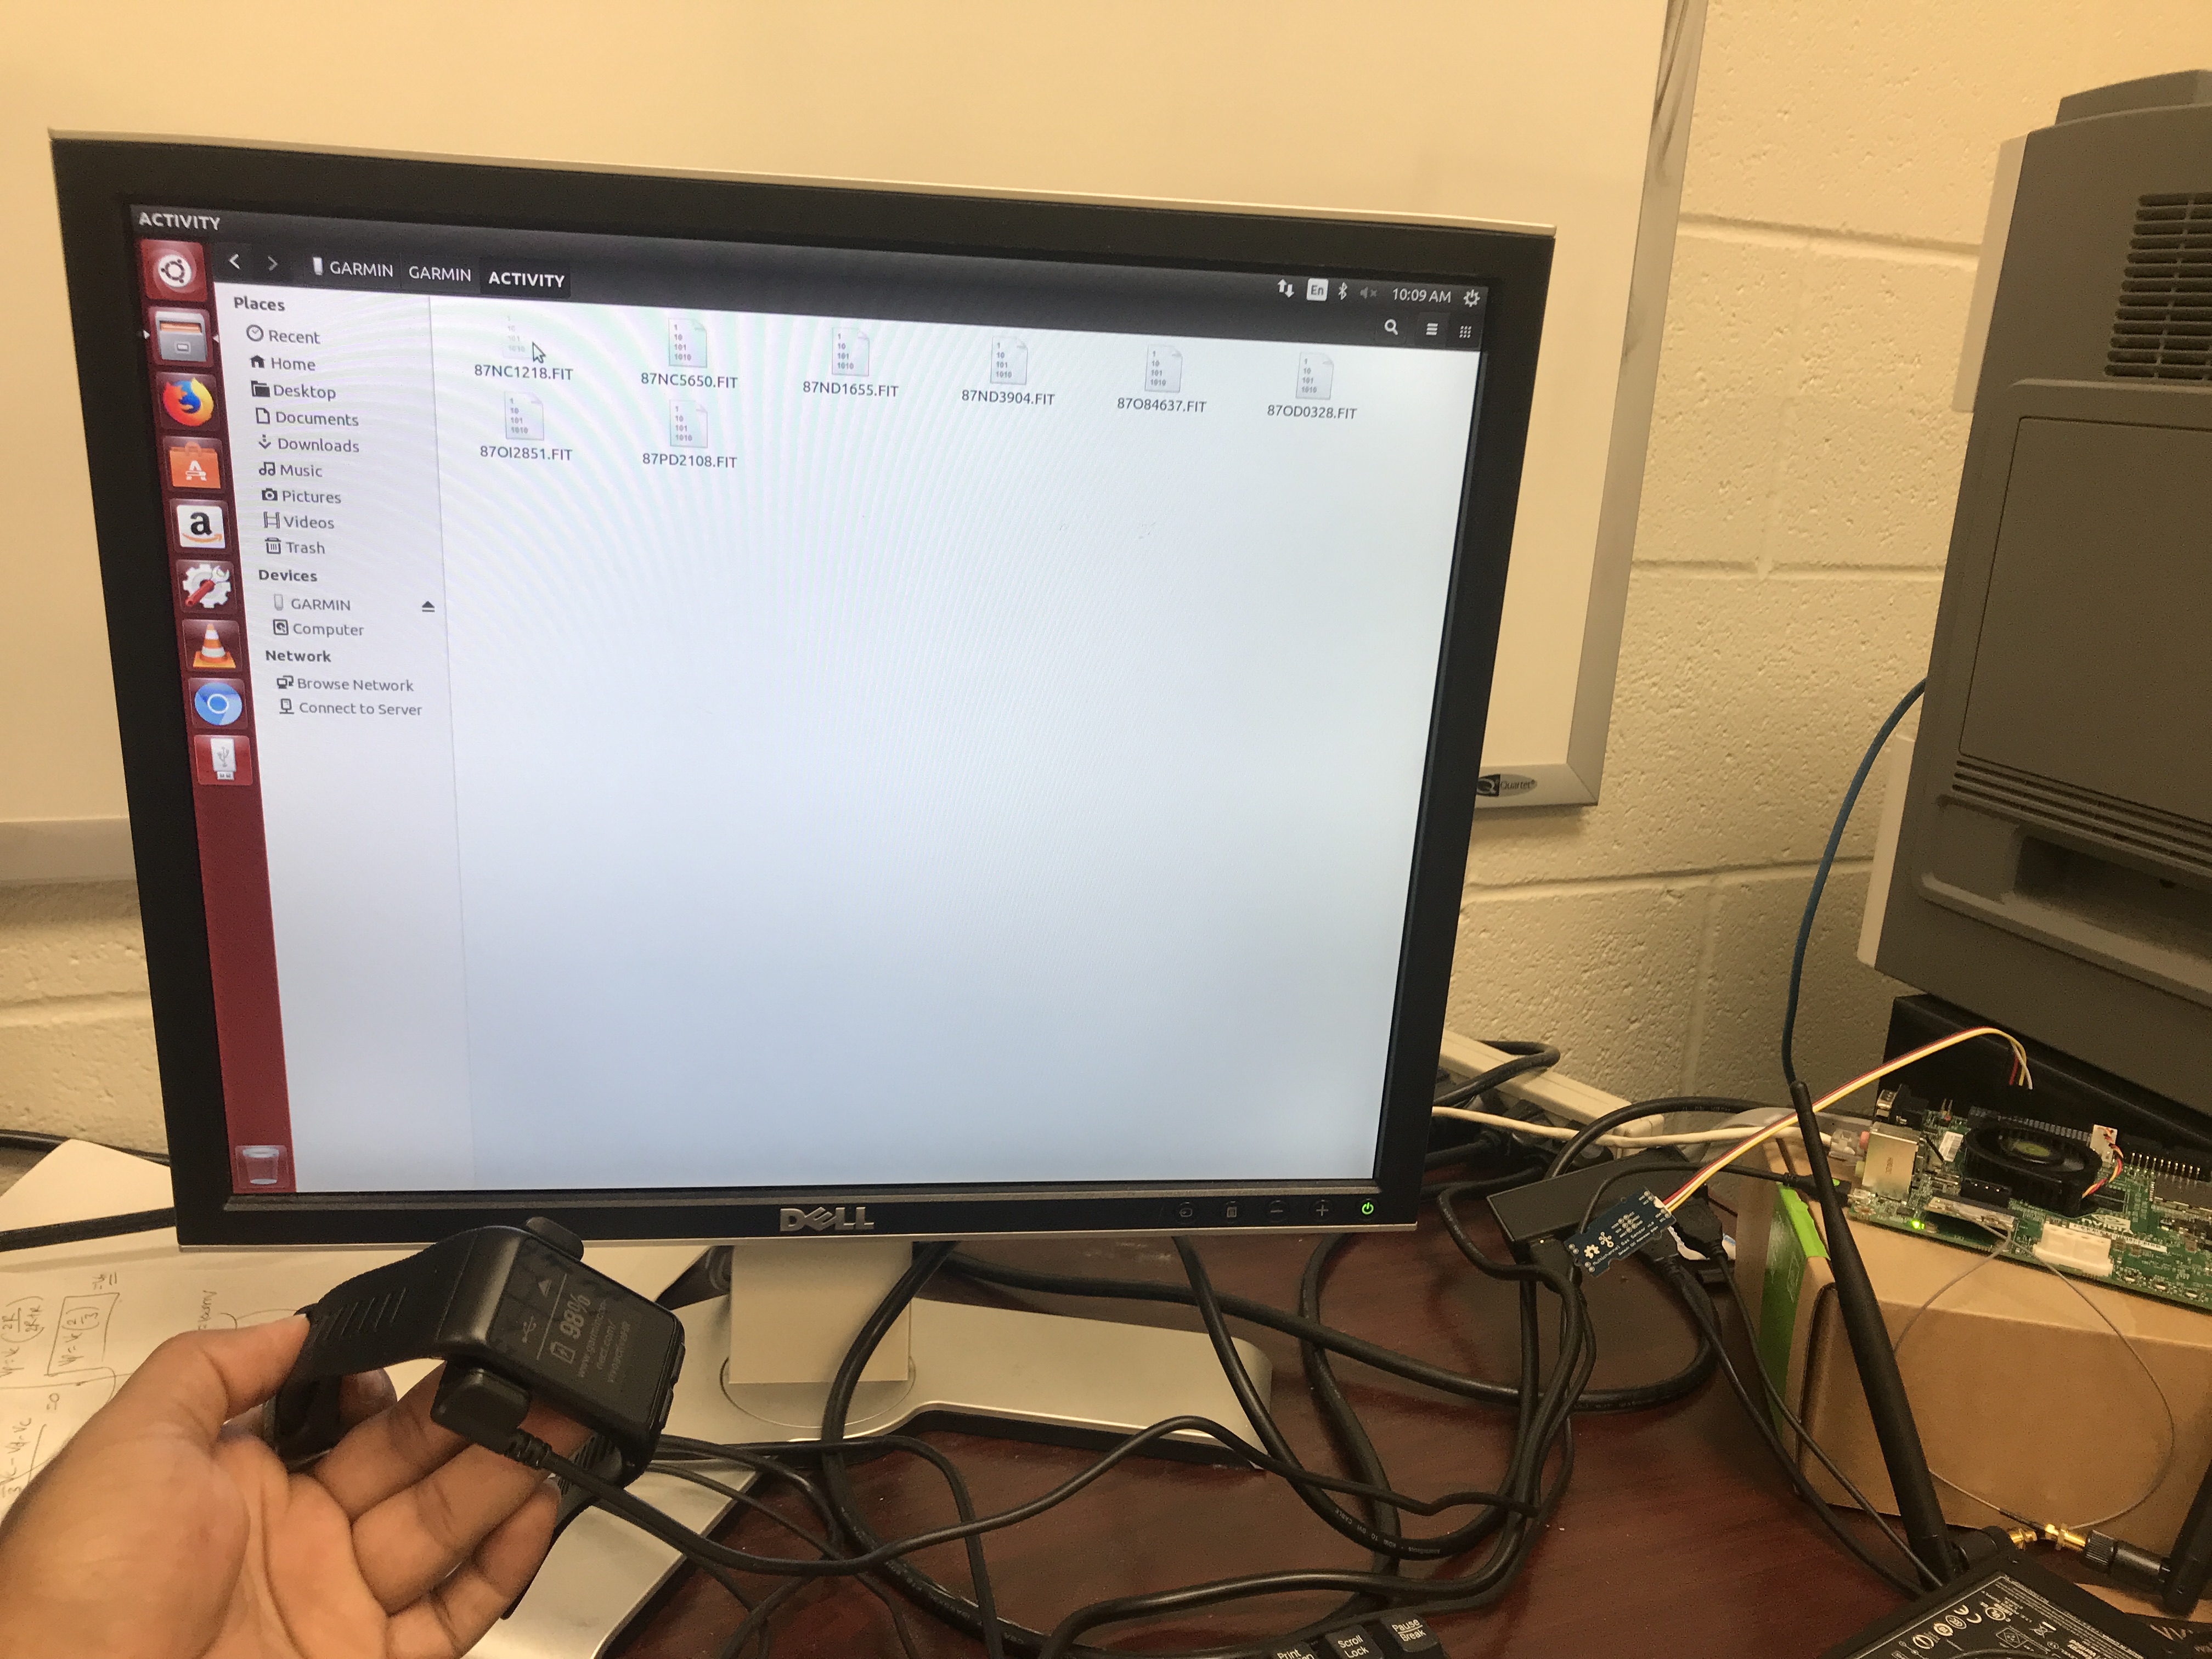 ACTIVITY
GARMIN GARMIN ACTIVITY
En 10:09 AM
Places
Recent
Home
Desktop
Documents
Downloads
Music
Pictures
Videos
Trash
Devices
GARMIN
Computer
Network
Browse Network
Connect to Server
87NC1218.FIT 87NC5650.FIT 87ND1655.FIT 87ND3904.FIT 87O84637.FIT 87OD0328.FIT
87OI2851.FIT 87PD2108.FIT
DELL
Quartet
98%
Scroll
Lock
Pause
Break
Print